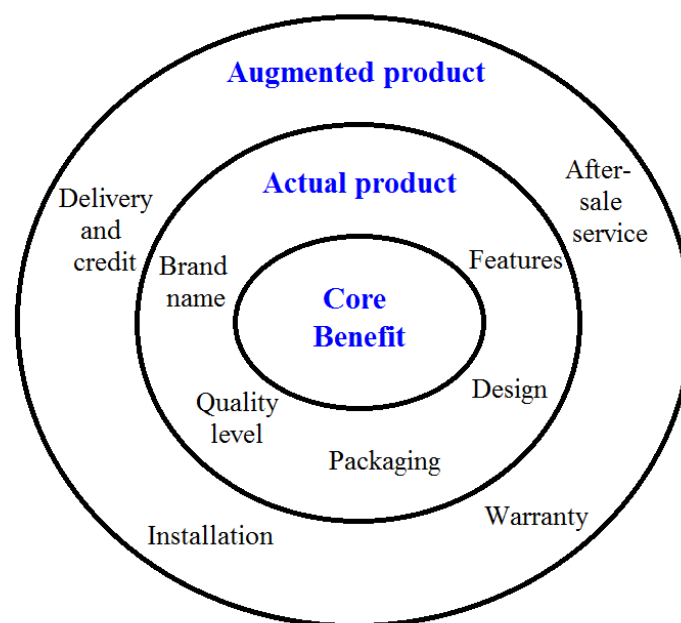 Augmented product
Actual product
After-
sale
service
Delivery
and
credit
Brand
name
Features
Core
Benefit
Quality
level
Design
Packaging
Installation
Warranty